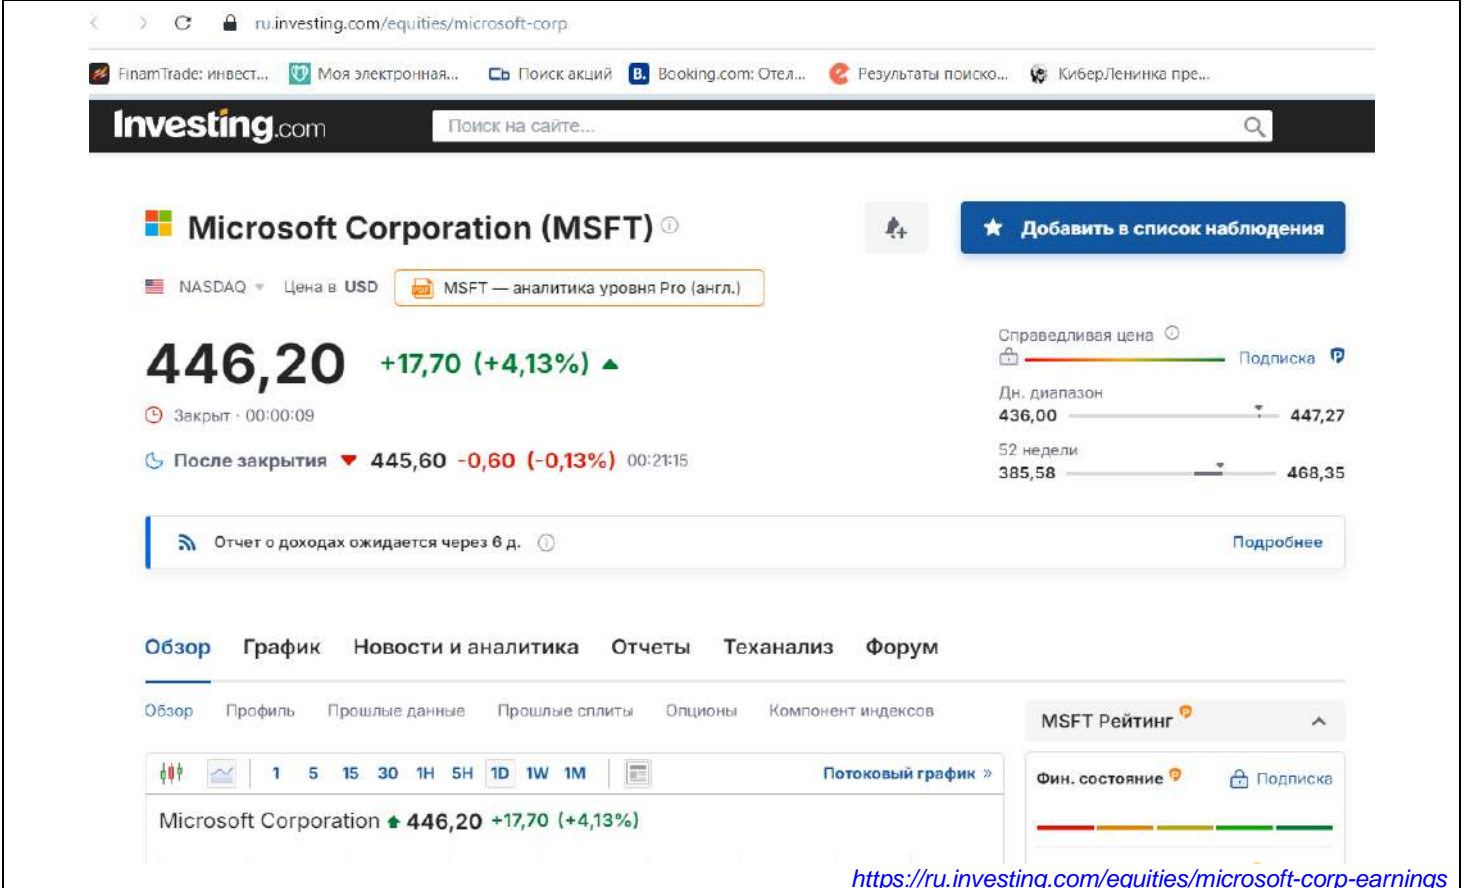 ru.investing.com/equities/microsoft-corp
FinamTrade: инвест... Моя электронная... Сb Поиск акций B. Booking.com: Отел... Результаты поиско... КиберЛенинка пре...
Investing.com Поиск на сайте...
Microsoft Corporation (MSFT) Добавить в список наблюдения
NASDAQ Цена в USD PDF MSFT — аналитика уровня Pro (англ.)
Справедливая цена
446,20 +17,70 (+4,13%) Подписка
Дн. диапазон
Закрыт · 00:00:09 436,00 447,27
52 недели
После закрытия 445,60 -0,60 (-0,13%) 00:21:15 385,58 468,35
Отчет о доходах ожидается через 6 д. Подробнее
Обзор График Новости и аналитика Отчеты Теханализ Форум
Обзор Профиль Прошлые данные Прошлые сплиты Опционы Компонент индексов MSFT Рейтинг
1 5 15 30 1H 5H 1D 1W 1M Потоковый график » Фин. состояние Подписка
Microsoft Corporation 446,20 +17,70 (+4,13%)
https://ru.investing.com/equities/microsoft-corp-earnings